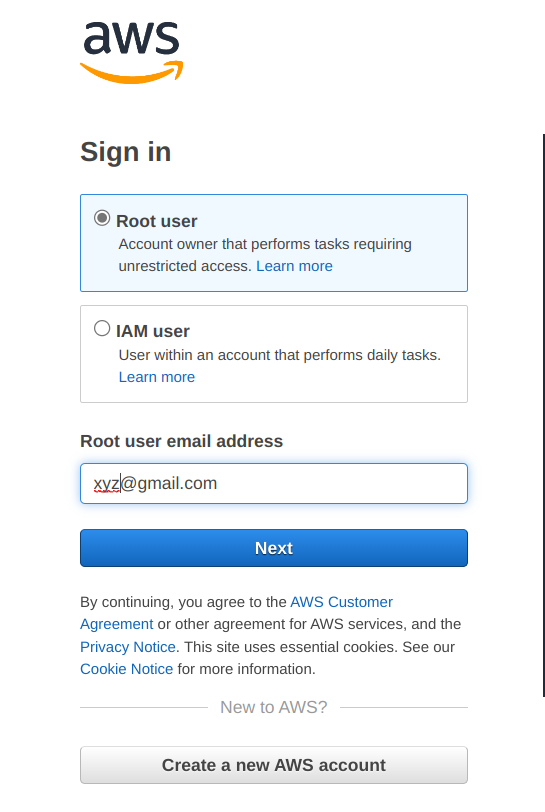 aws
Sign in
Root user
Account owner that performs tasks requiring
unrestricted access. Learn more
IAM user
User within an account that performs daily tasks.
Learn more
Root user email address
xyz@gmail.com
Next
By continuing, you agree to the AWS Customer
Agreement or other agreement for AWS services, and the
Privacy Notice. This site uses essential cookies. See our
Cookie Notice for more information.
New to AWS?
Create a new AWS account